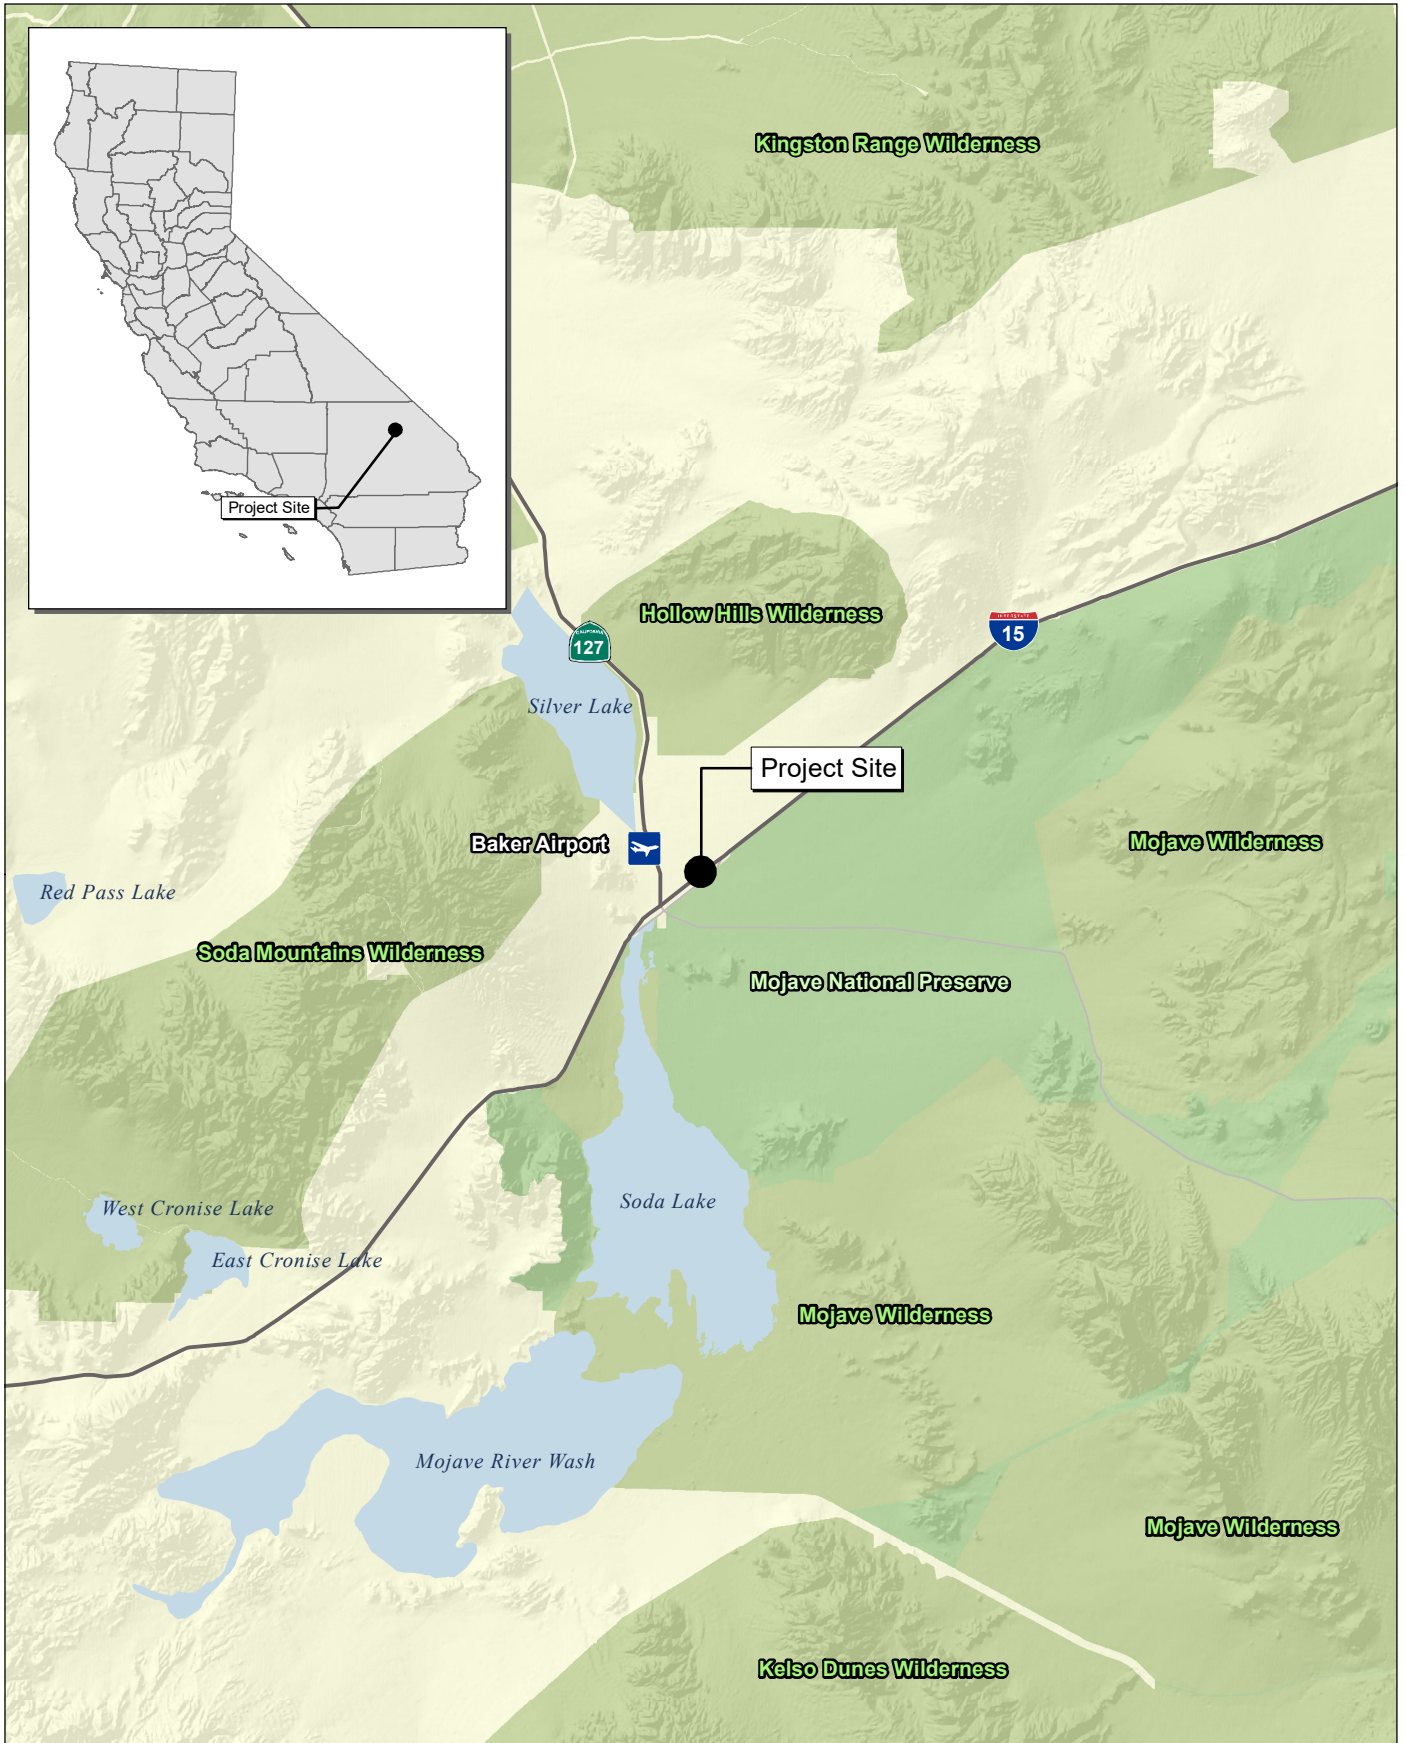 Kingston Range Wilderness
Project Site
Hollow Hills Wilderness
INTERSTATE
15
CALIFORNIA
127
Silver Lake
Project Site
Baker Airport
Mojave Wilderness
Red Pass Lake
Soda Mountains Wilderness
Mojave National Preserve
Soda Lake
West Cronise Lake
East Cronise Lake
Mojave Wilderness
Mojave River Wash
Mojave Wilderness
Kelso Dunes Wilderness